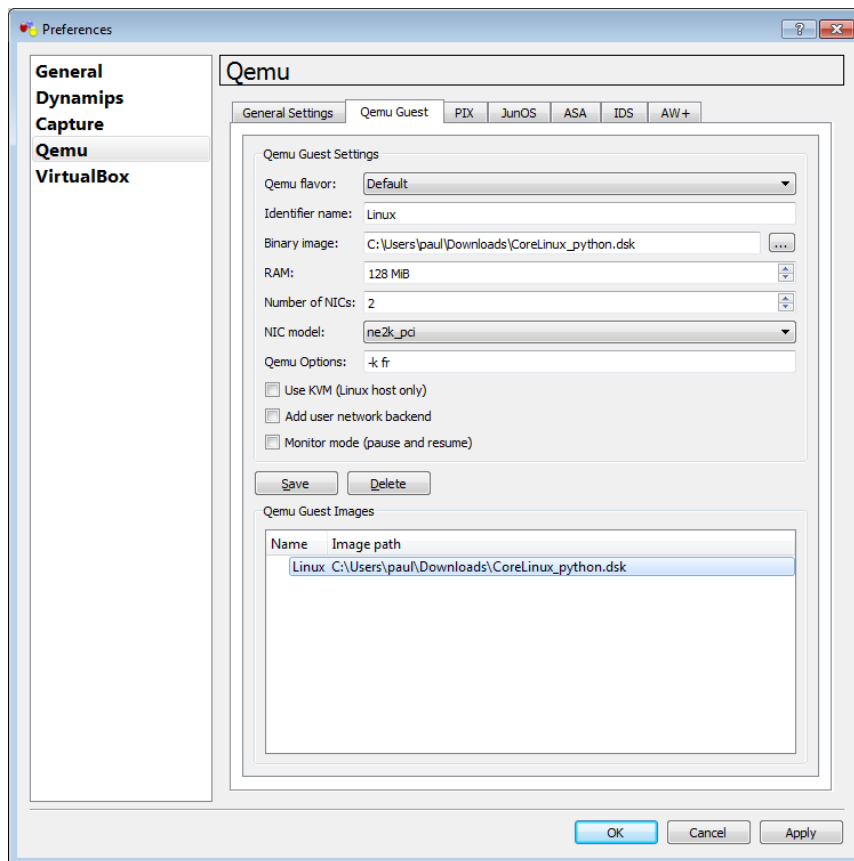 Preferences
General
Dynamips
Capture
Qemu
VirtualBox
Qemu
General Settings Qemu Guest PIX JunOS ASA IDS AW+
Qemu Guest Settings
Qemu flavor: Default
Identifier name: Linux
Binary image: C:\Users\paul\Downloads\CoreLinux_python.dsk ...
RAM: 128 MiB
Number of NICs: 2
NIC model: ne2k_pci
Qemu Options: -k fr
Use KVM (Linux host only)
Add user network backend
Monitor mode (pause and resume)
Save Delete
Qemu Guest Images
Name Image path
Linux C:\Users\paul\Downloads\CoreLinux_python.dsk
OK Cancel Apply